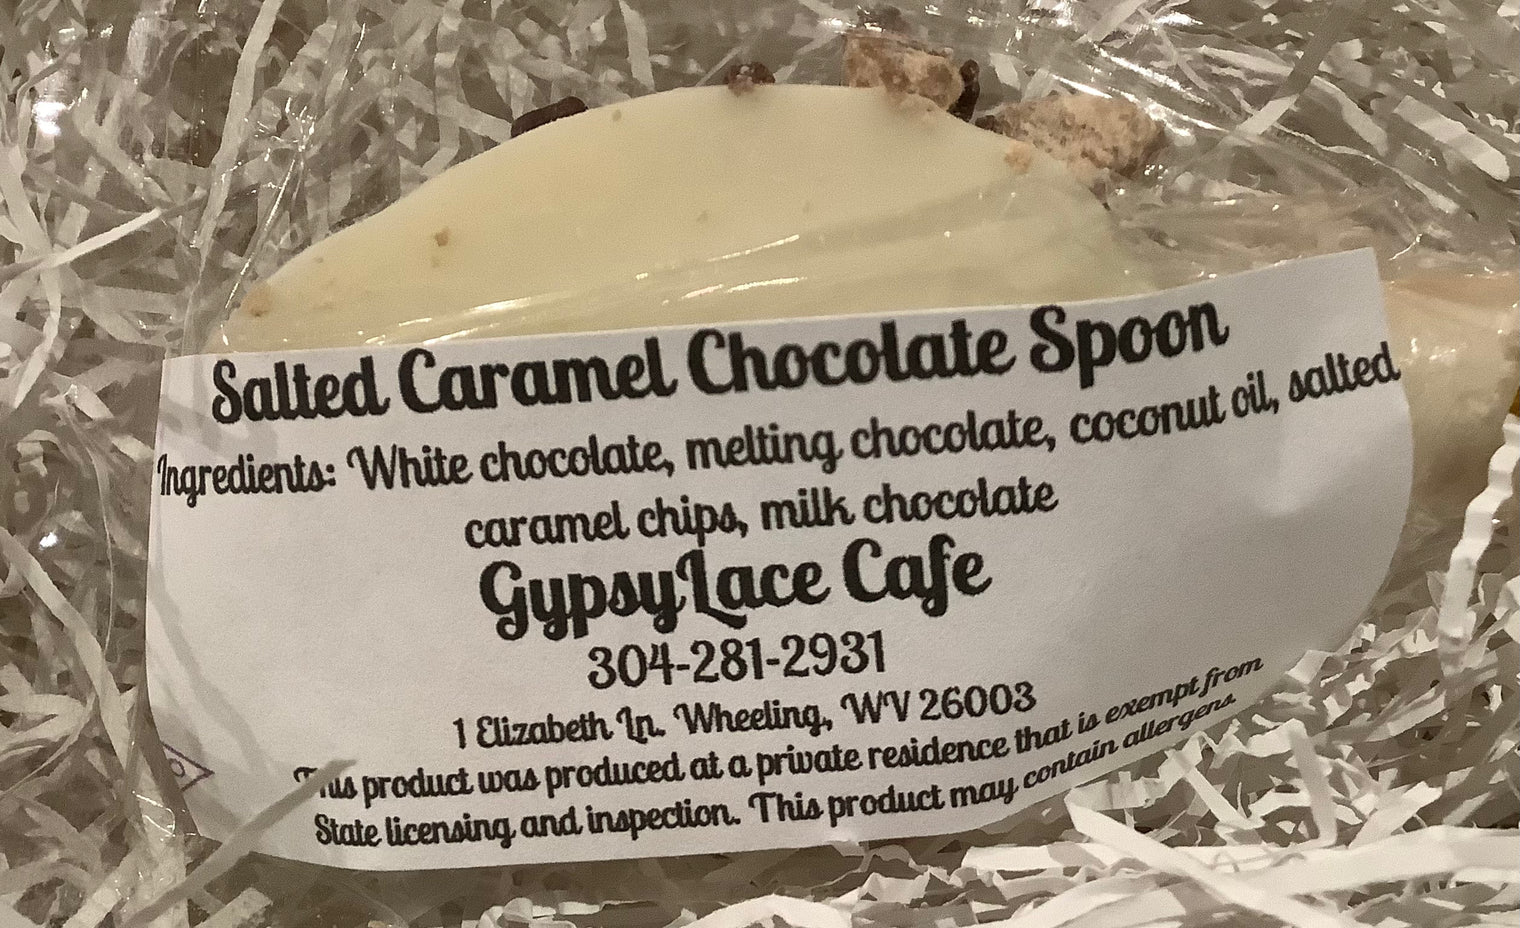 Salted Caramel Chocolate Spoon
Ingredients: White chocolate, melting chocolate, coconut oil, salted
caramel chips, milk chocolate
GypsyLace Cafe
304-281-2931
1 Elizabeth Ln. Wheeling, WV 26003
This product was produced at a private residence that is exempt from
State licensing and inspection. This product may contain allergens.